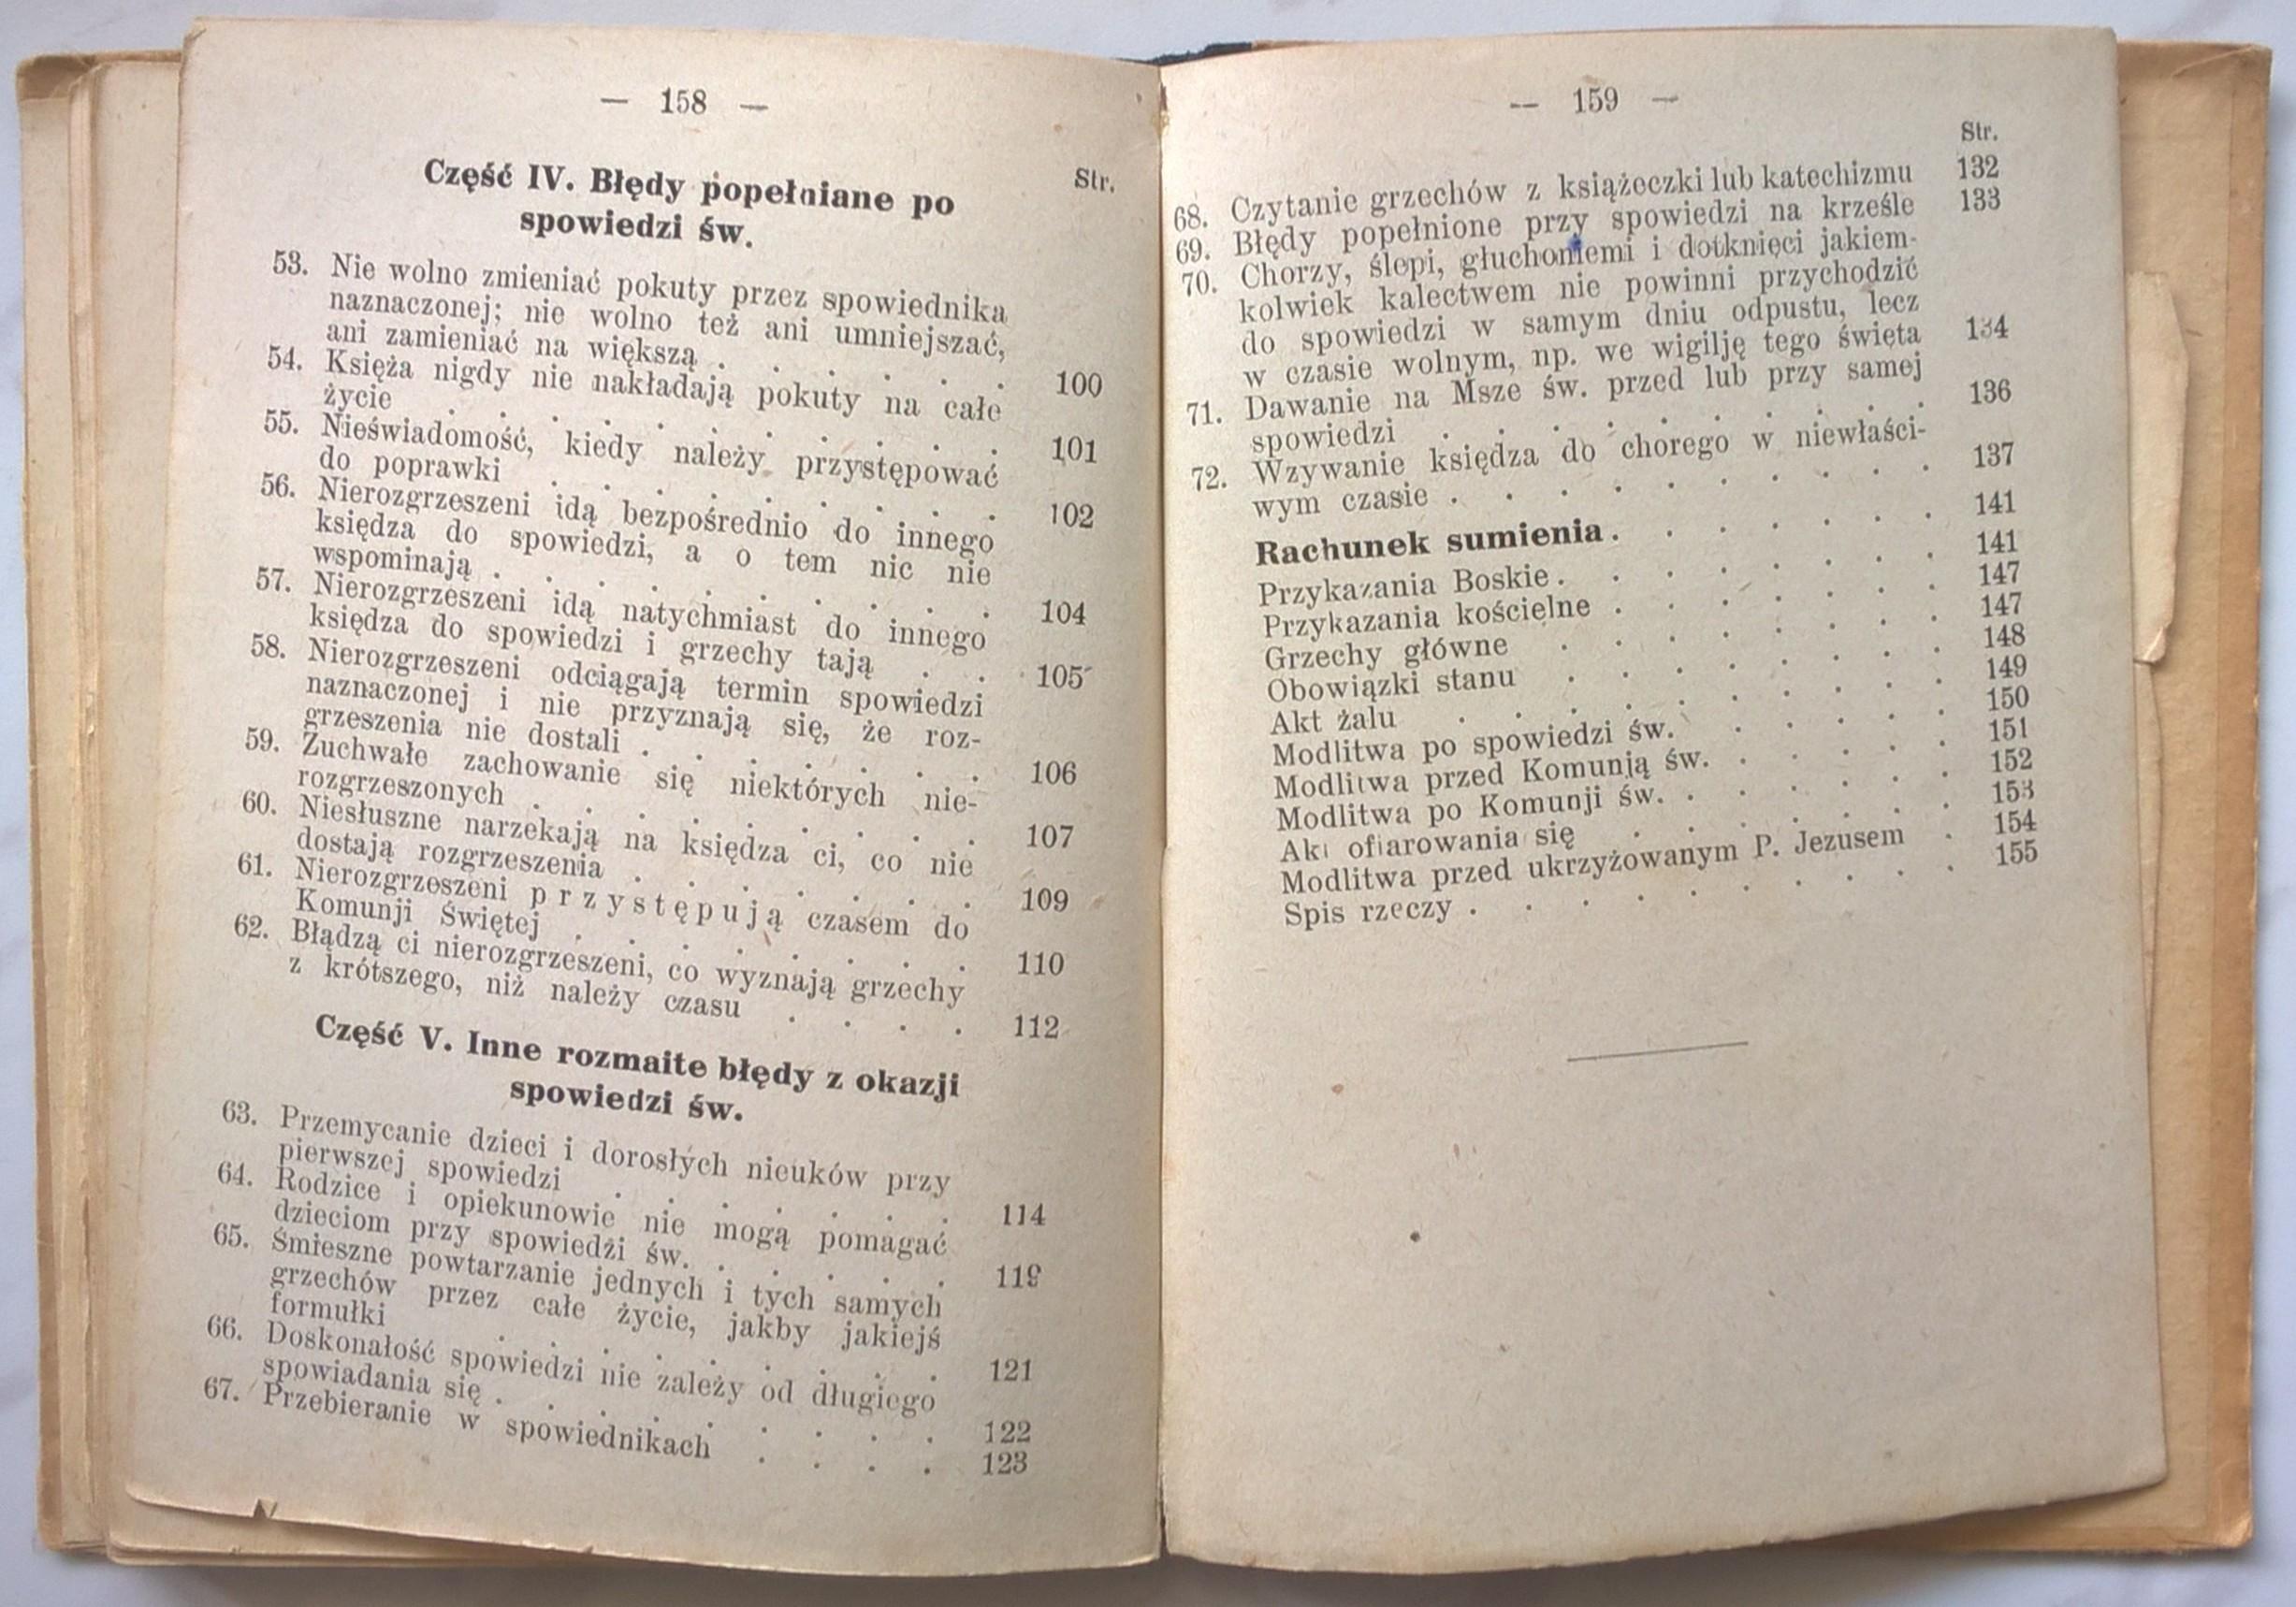 — 158 —
Str.
Część IV. Błędy popełniane po
spowiedzi św.
53. Nie wolno zmieniać pokuty przez spowiednika
naznaczonej; nie wolno też ani umniejszać,
ani zamieniać na większą . . . . . . 100
54. Księża nigdy nie nakładają pokuty na całe
życie . . . . . . . . . 101
55. Nieświadomość, kiedy należy przystępować
do poprawki . . . . . . . . 102
56. Nierozgrzeszeni idą bezpośrednio do innego
księdza do spowiedzi, a o tem nic nie
wspominają . . . . . . . . . 104
57. Nierozgrzeszeni idą natychmiast do innego
księdza do spowiedzi i grzechy tają . . 105
58. Nierozgrzeszeni odciągają termin spowiedzi
naznaczonej i nie przyznają się, że roz-
grzeszenia nie dostali . . . . . . 106
59. Zuchwałe zachowanie się niektórych nie-
rozgrzeszonych . . . . . . . . 107
60. Niesłuszne narzekają na księdza ci, co nie
dostają rozgrzeszenia . . . . . . 109
61. Nierozgrzeszeni przystępują czasem do
Komunji Świętej . . . . . . . 110
62. Błądzą ci nierozgrzeszeni, co wyznają grzechy
z krótszego, niż należy czasu . . . . 112
Część V. Inne rozmaite błędy z okazji
spowiedzi św.
63. Przemycanie dzieci i dorosłych nieuków przy
pierwszej spowiedzi . . . . . . 114
64. Rodzice i opiekunowie nie mogą pomagać
dzieciom przy spowiedzi św. . . . . . 119
65. Śmieszne powtarzanie jednych i tych samych
grzechów przez całe życie, jakby jakiejś
formułki . . . . . . . . . 121
66. Doskonałość spowiedzi nie zależy od długiego
spowiadania się . . . . . . . . 122
67. Przebieranie w spowiednikach . . . . 123
— 159 —
Str.
68. Czytanie grzechów z książeczki lub katechizmu 132
69. Błędy popełnione przy spowiedzi na krześle 133
70. Chorzy, ślepi, głuchoniemi i dotknięci jakiem-
kolwiek kalectwem nie powinni przychodzić
do spowiedzi w samym dniu odpustu, lecz
w czasie wolnym, np. we wigilję tego święta 134
71. Dawanie na Msze św. przed lub przy samej
spowiedzi . . . . . . . . . 136
72. Wzywanie księdza do chorego w niewłaści-
wym czasie . . . . . . . . . 137
Rachunek sumienia . . . . . . . 141
Przykazania Boskie . . . . . . . . 141
Przykazania kościelne . . . . . . . 147
Grzechy główne . . . . . . . . 147
Obowiązki stanu . . . . . . . . 148
Akt żalu . . . . . . . . . 149
Modlitwa po spowiedzi św. . . . . . 150
Modlitwa przed Komunją św. . . . . . 151
Modlitwa po Komunji św. . . . . . . 152
Akt ofiarowania się . . . . . . . 153
Modlitwa przed ukrzyżowanym P. Jezusem . 154
Spis rzeczy . . . . . . . . . 155